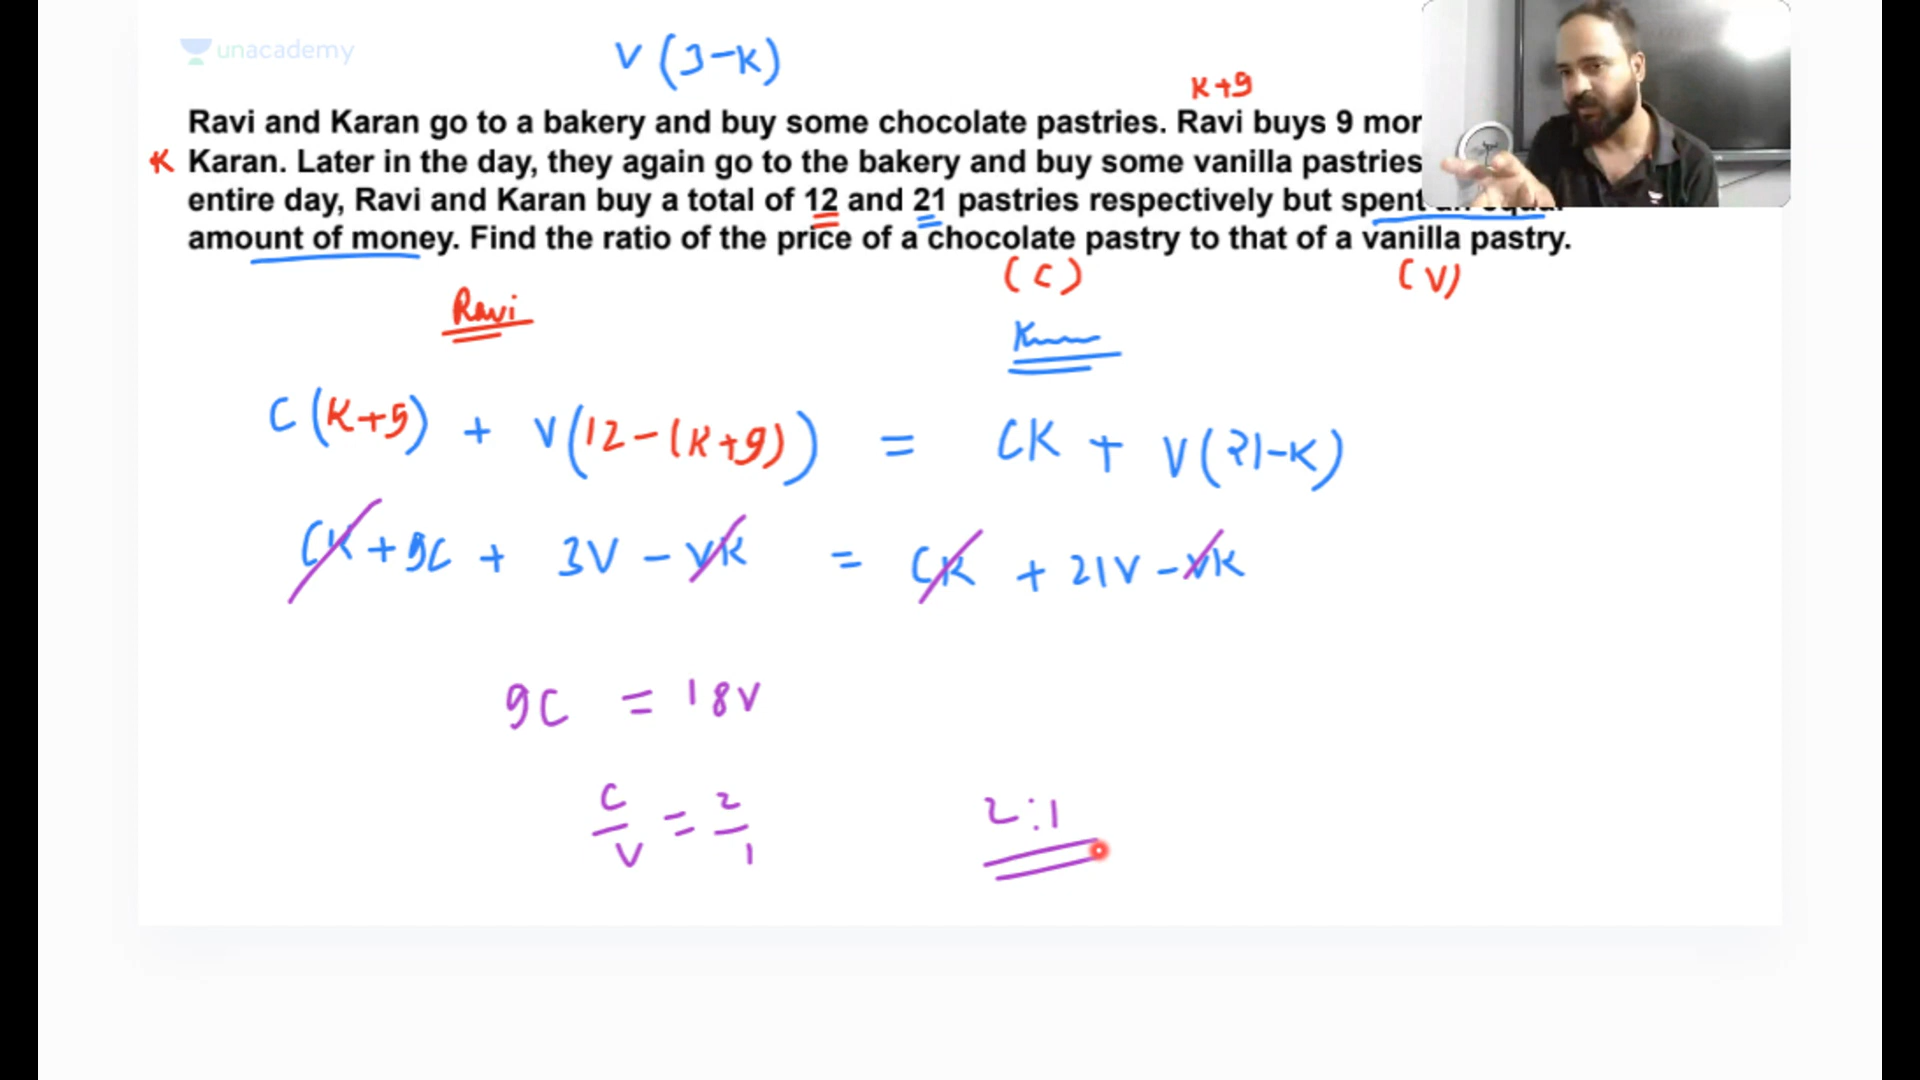 unacademy
V (3-K)
K+9
Ravi and Karan go to a bakery and buy some chocolate pastries. Ravi buys 9 mor
K Karan. Later in the day, they again go to the bakery and buy some vanilla pastries
entire day, Ravi and Karan buy a total of 12 and 21 pastries respectively but spent
amount of money. Find the ratio of the price of a chocolate pastry to that of a vanilla pastry.
(C) (V)
Ravi
C (K+9) + V(12-(K+9)) = CK + V(21-K)
CK +9C + 3V - VK = CK + 21V - VK
9C = 18V
C/V = 2/1 2:1